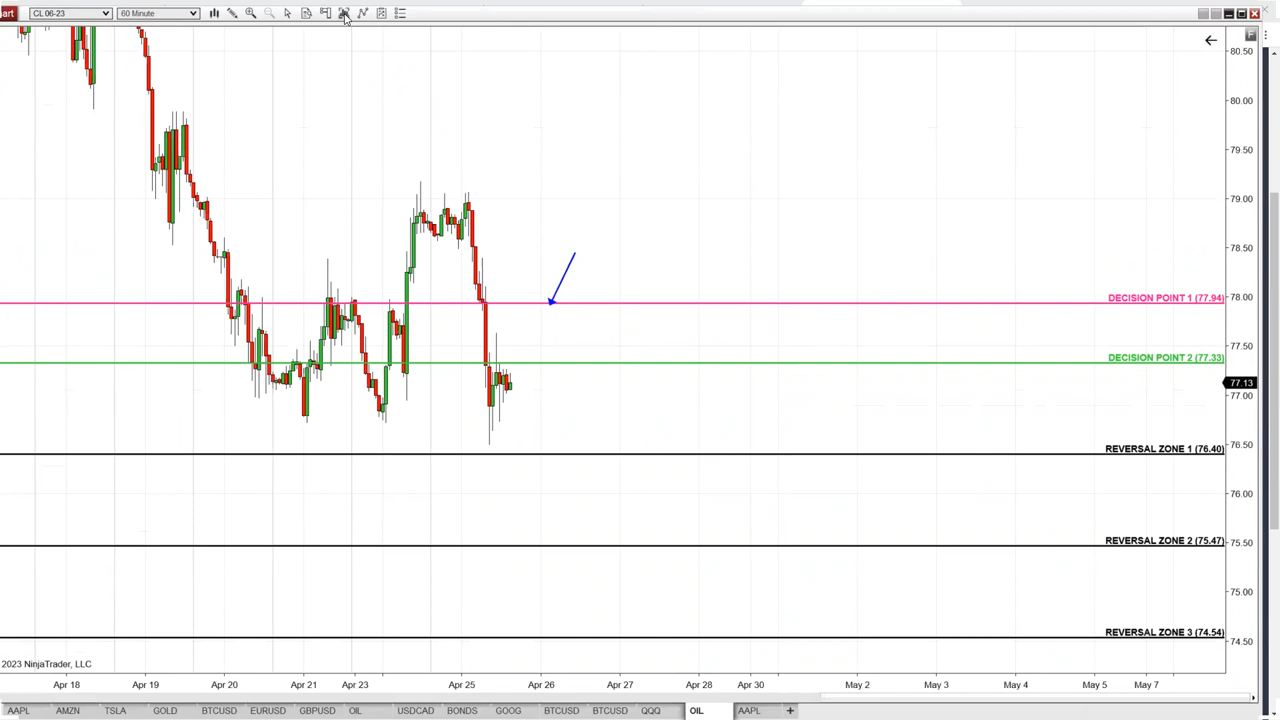 art CL 06-23 60 Minute
F
80.50
80.00
79.50
79.00
78.50
DECISION POINT 1 (77.94) 78.00
77.50
DECISION POINT 2 (77.33)
77.13
77.00
REVERSAL ZONE 1 (76.40) 76.50
76.00
REVERSAL ZONE 2 (75.47) 75.50
75.00
REVERSAL ZONE 3 (74.54) 74.50
2023 NinjaTrader, LLC
Apr 18 Apr 19 Apr 20 Apr 21 Apr 23 Apr 25 Apr 26 Apr 27 Apr 28 Apr 30 May 2 May 3 May 4 May 5 May 7
AAPL AMZN TSLA GOLD BTCUSD EURUSD GBPUSD OIL USDCAD BONDS GOOG BTCUSD BTCUSD QQQ OIL AAPL +